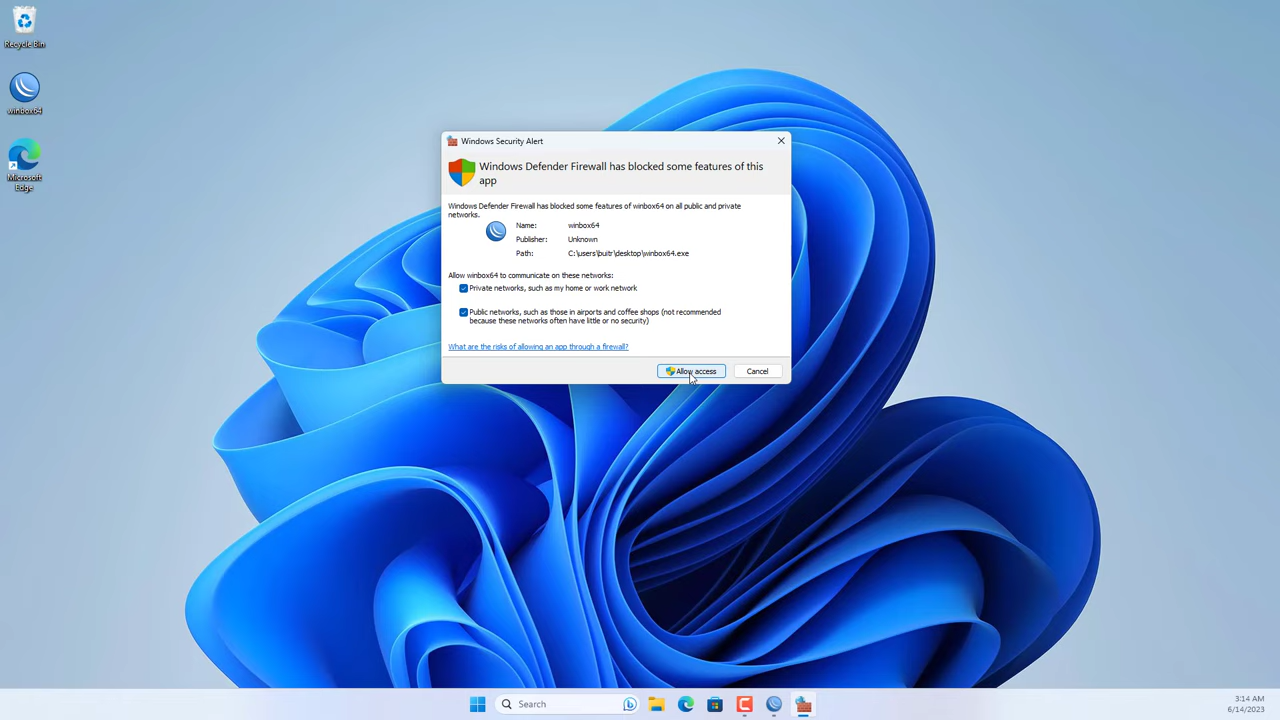 Recycle Bin
winbox64
Microsoft
Edge
Windows Security Alert
Windows Defender Firewall has blocked some features of this
app
Windows Defender Firewall has blocked some features of winbox64 on all public and private
networks.
Name: winbox64
Publisher: Unknown
Path: C:\users\buitr\desktop\winbox64.exe
Allow winbox64 to communicate on these networks:
Private networks, such as my home or work network
Public networks, such as those in airports and coffee shops (not recommended
because these networks often have little or no security)
What are the risks of allowing an app through a firewall?
Allow access Cancel
Search
3:14 AM
6/14/2023